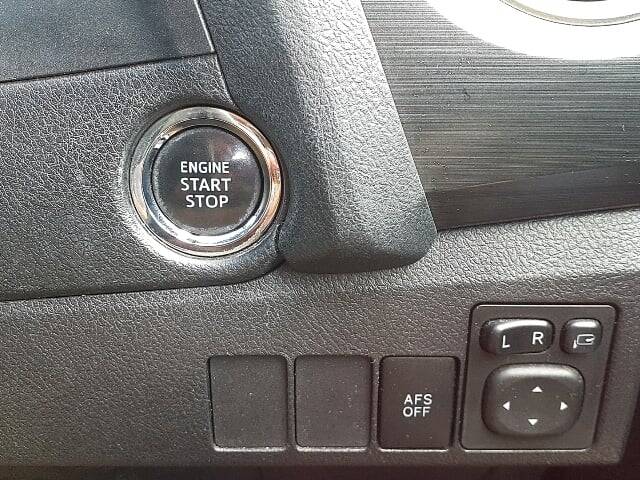 ENGINE
START
STOP
L R
AFS
OFF